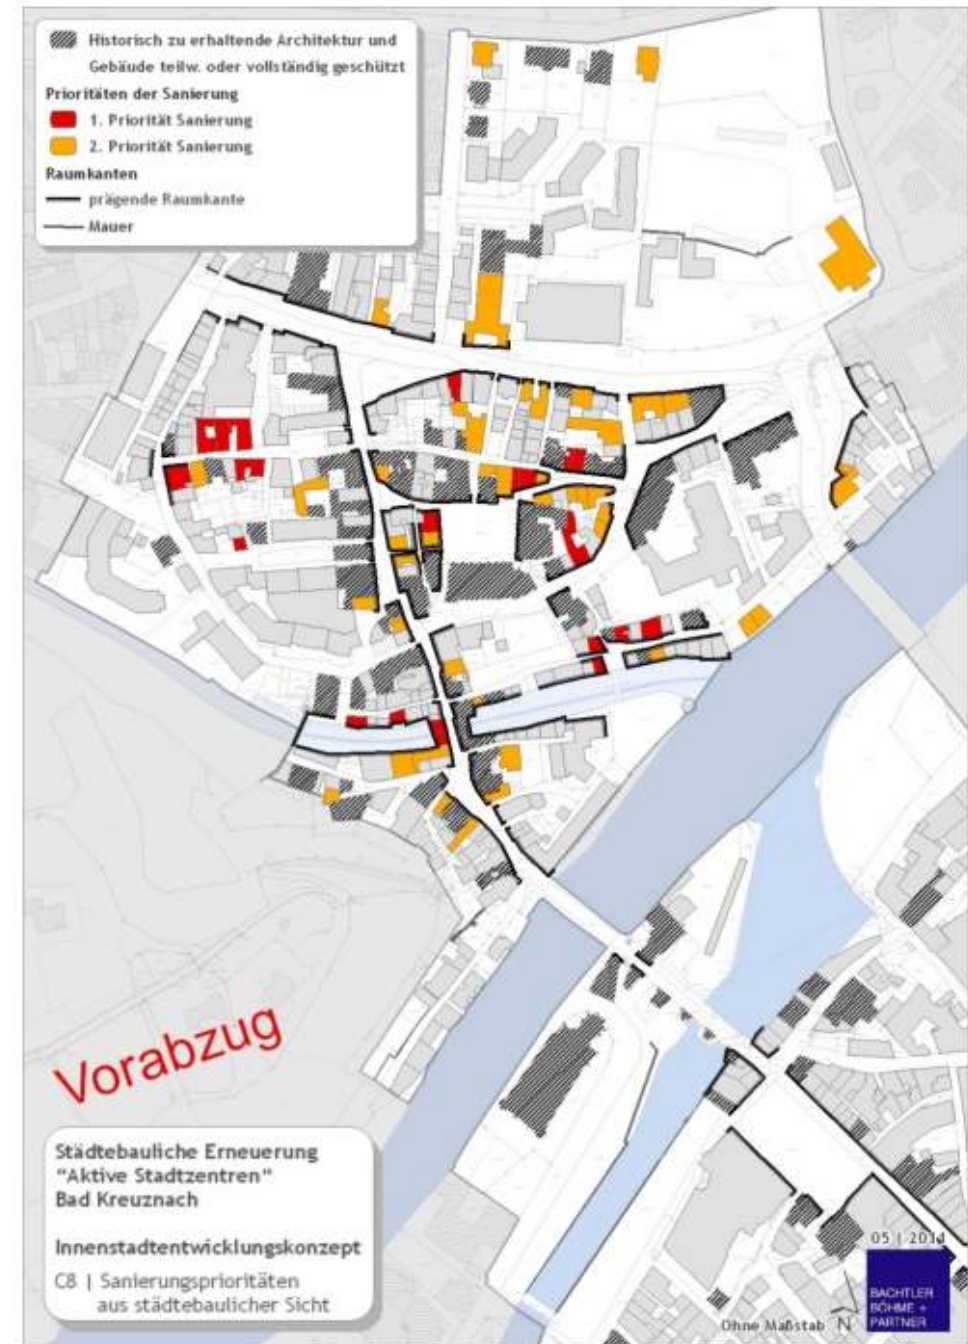 Historisch zu erhaltende Architektur und
Gebäude teilw. oder vollständig geschützt
Prioritäten der Sanierung
1. Priorität Sanierung
2. Priorität Sanierung
Raumkanten
prägende Raumkante
Mauer
Vorabzug
Städtebauliche Erneuerung
"Aktive Stadtzentren"
Bad Kreuznach
Innenstadtentwicklungskonzept
C8 | Sanierungsprioritäten
aus städtebaulicher Sicht
05 | 2011
BACHTLER
BÖHME +
PARTNER
Ohne Maßstab N